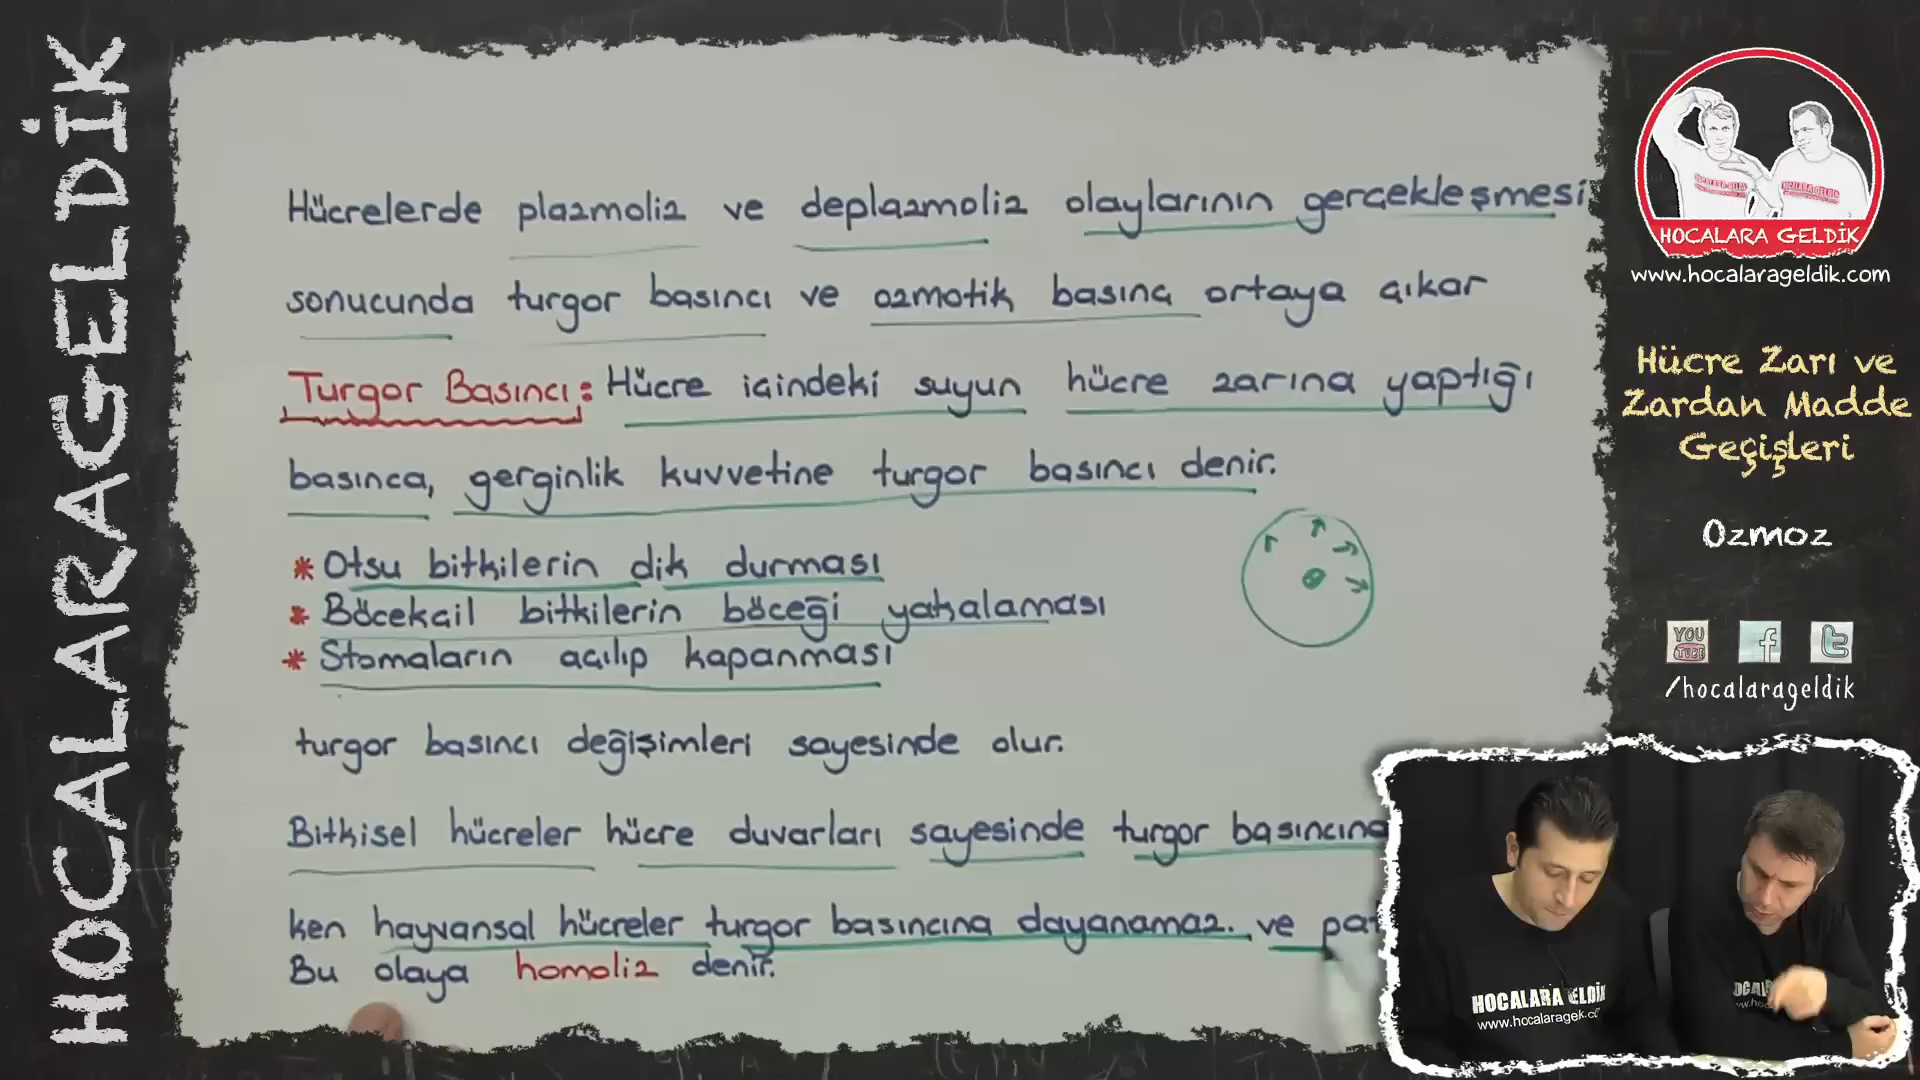 HOCALARAGELDİK
Hücrelerde plazmoliz ve deplazmoliz olaylarının gerçekleşmesi
sonucunda turgor basıncı ve ozmotik basınç ortaya çıkar
Turgor Basıncı: Hücre içindeki suyun hücre zarına yaptığı
basınca, gerginlik kuvvetine turgor basıncı denir.
* Otsu bitkilerin dik durması
* Böcekçil bitkilerin böceği yakalaması
* Stomaların açılıp kapanması
turgor basıncı değişimleri sayesinde olur.
Bitkisel hücreler hücre duvarları sayesinde turgor basıncına
ken hayvansal hücreler turgor basıncına dayanamaz. ve
Bu olaya homoliz denir.
HOCALARA GELDİK
www.hocalarageldik.com
Hücre Zarı ve
Zardan Madde
Geçişleri
Ozmoz
YOU
TUBE
f
t
/hocalarageldik
HOCALARA GELDİK